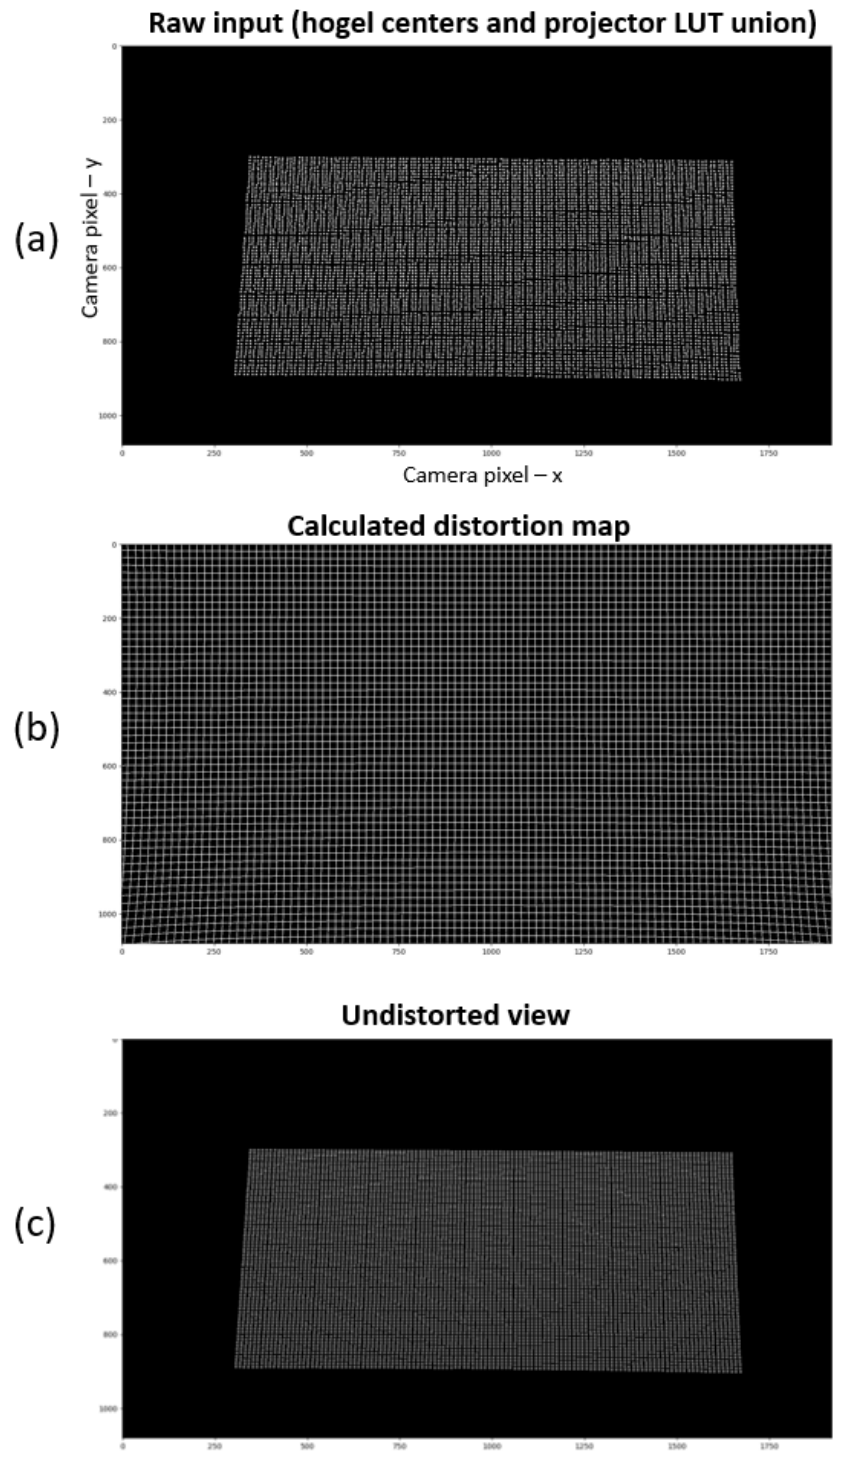 Raw input (hogel centers and projector LUT union)
(a)
Camera pixel – y
0
200
400
600
800
1000
0 250 500 750 1000 1250 1500 1750
Camera pixel – x
Calculated distortion map
(b)
0
200
400
600
800
1000
0 250 500 750 1000 1250 1500 1750
Undistorted view
(c)
0
200
400
600
800
1000
0 250 500 750 1000 1250 1500 1750